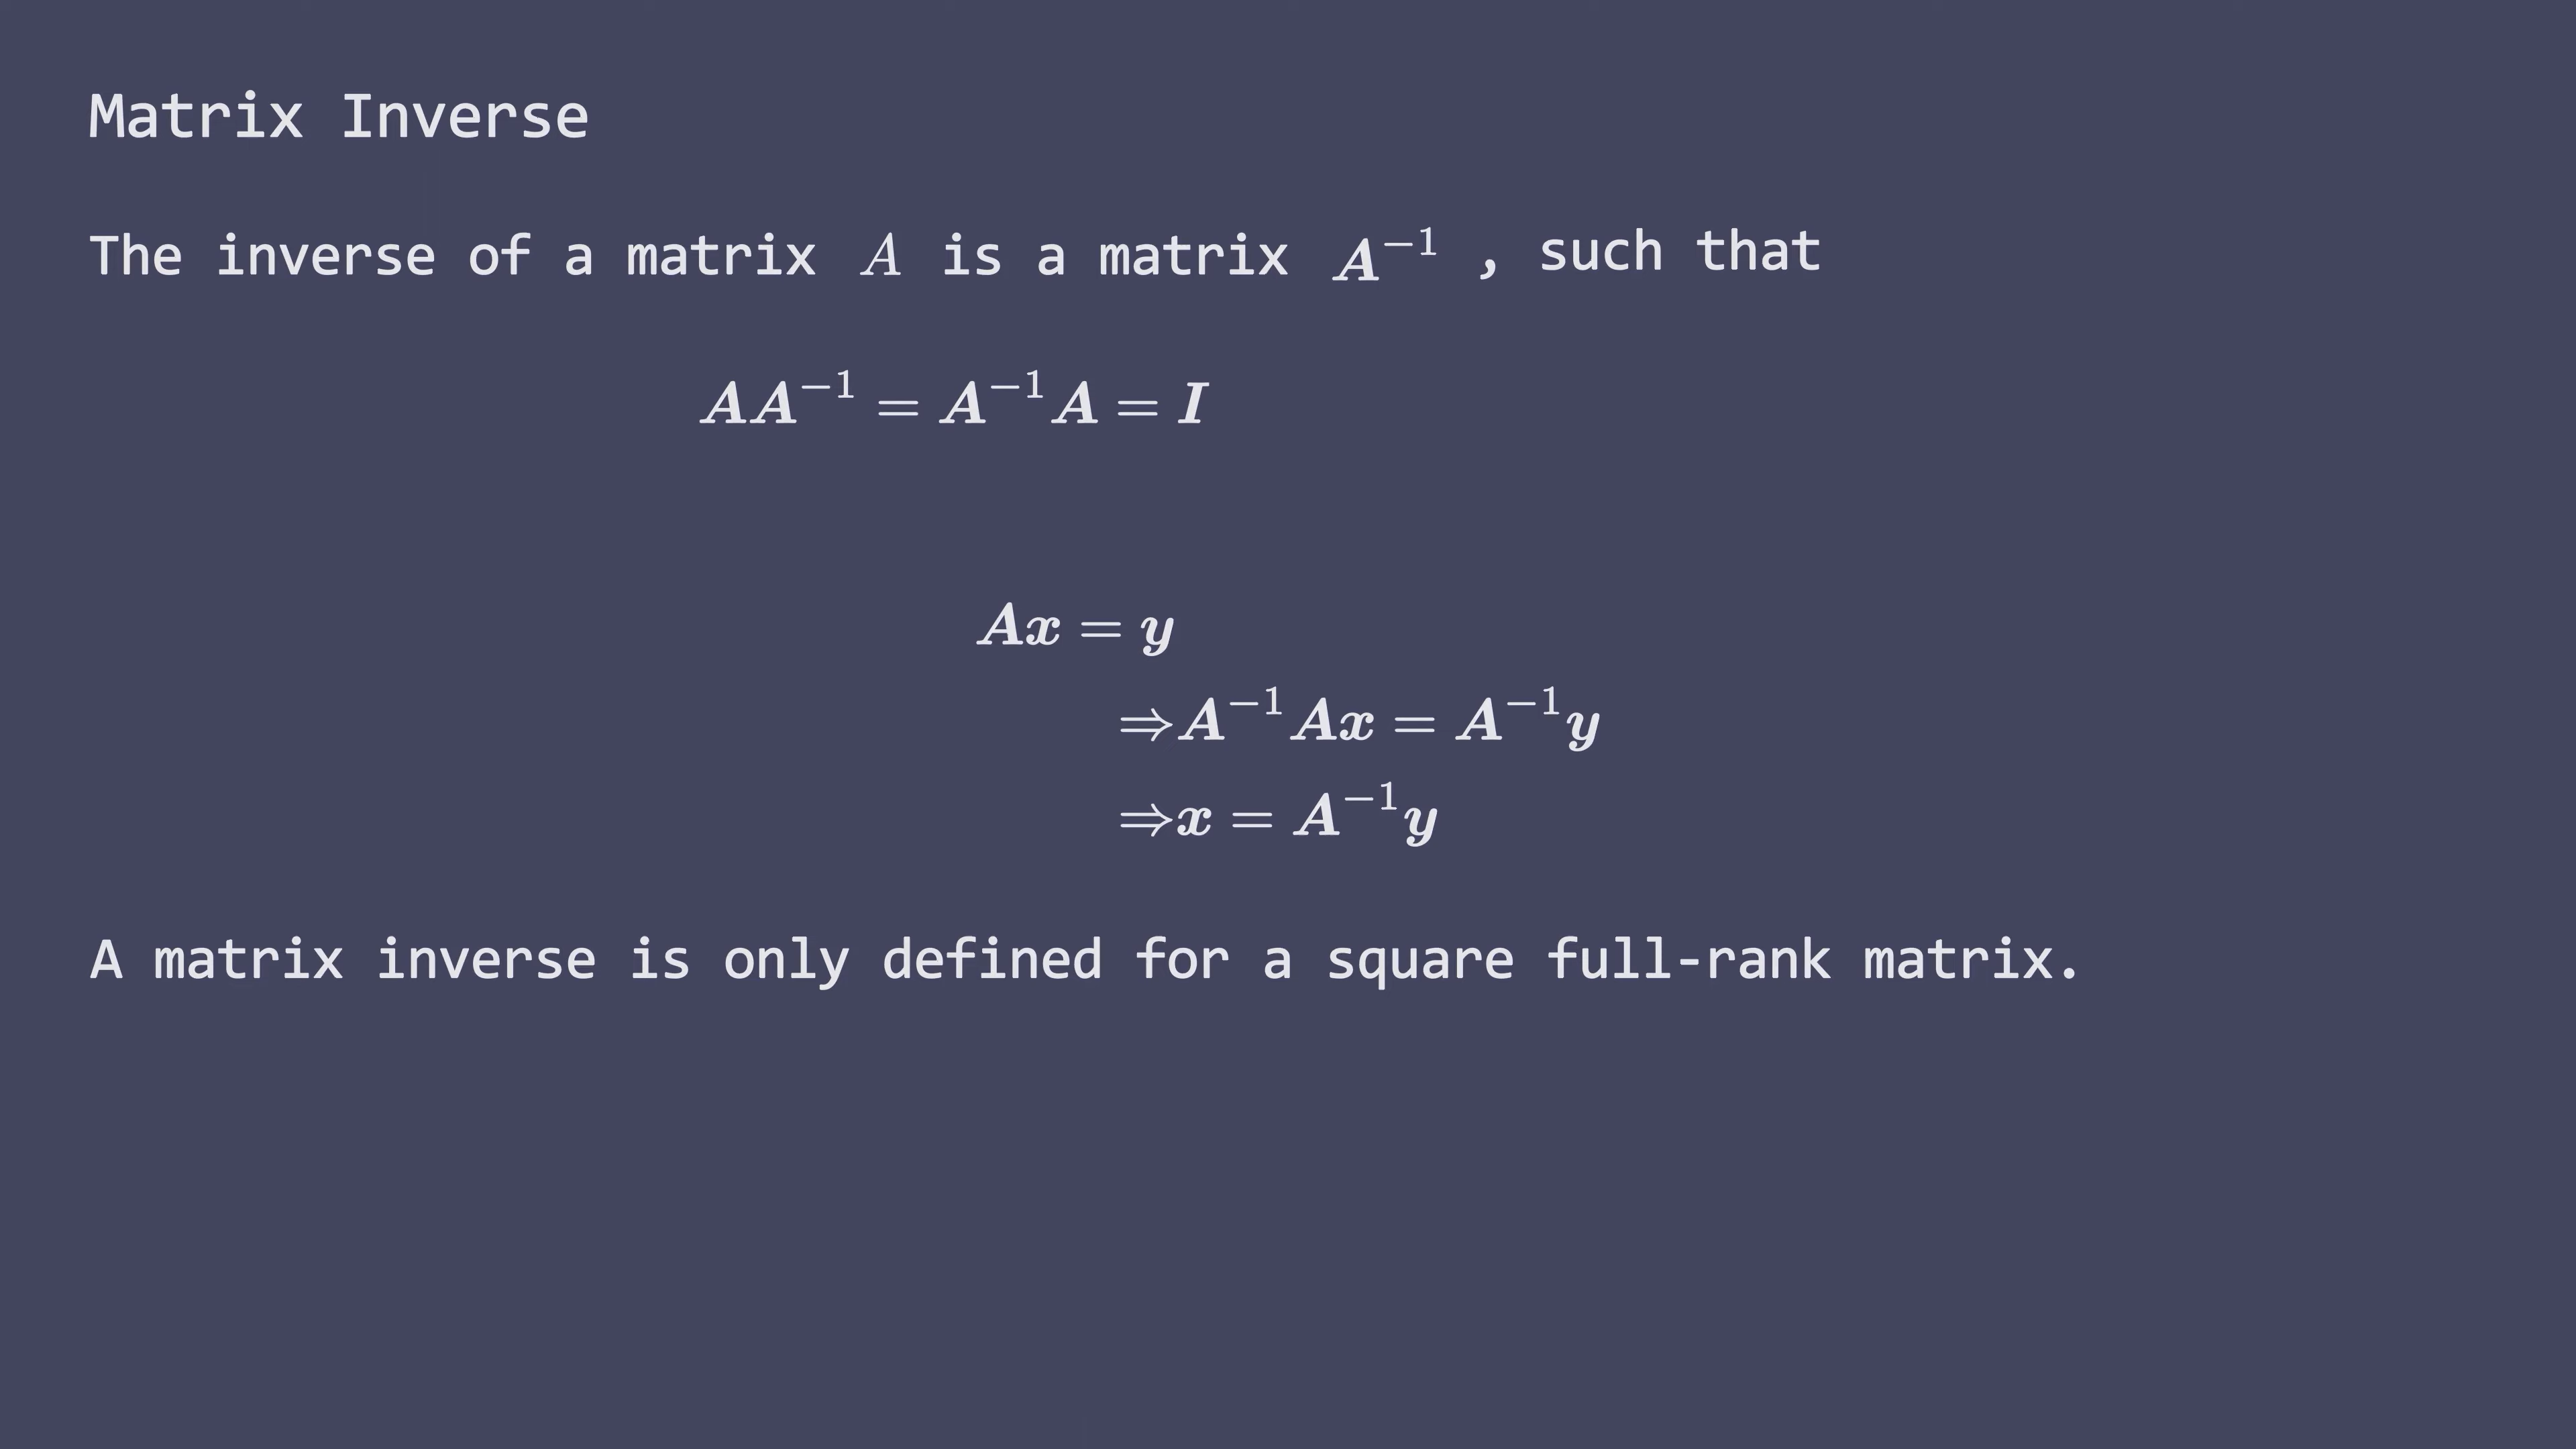 Matrix Inverse
The inverse of a matrix A is a matrix A⁻¹ , such that
AA⁻¹ = A⁻¹A = I
Ax = y
⇒A⁻¹Ax = A⁻¹y
⇒x = A⁻¹y
A matrix inverse is only defined for a square full-rank matrix.